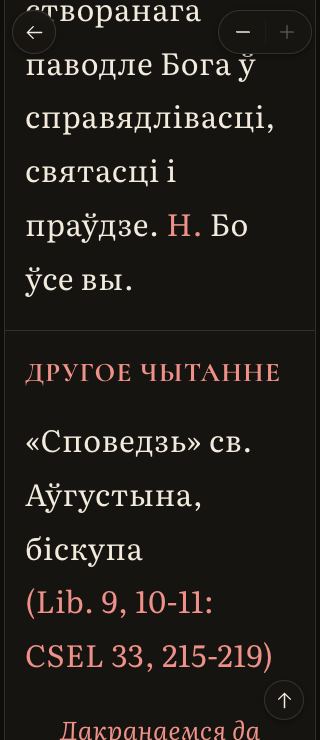 створанага
паводле Бога ў
справядлівасці,
святасці і
праўдзе. Н. Бо
ўсе вы.
ДРУГОЕ ЧЫТАННЕ
«Споведзь» св.
Аўгустына,
біскупа
(Lib. 9, 10-11:
CSEL 33, 215-219)
Дакранаемся да